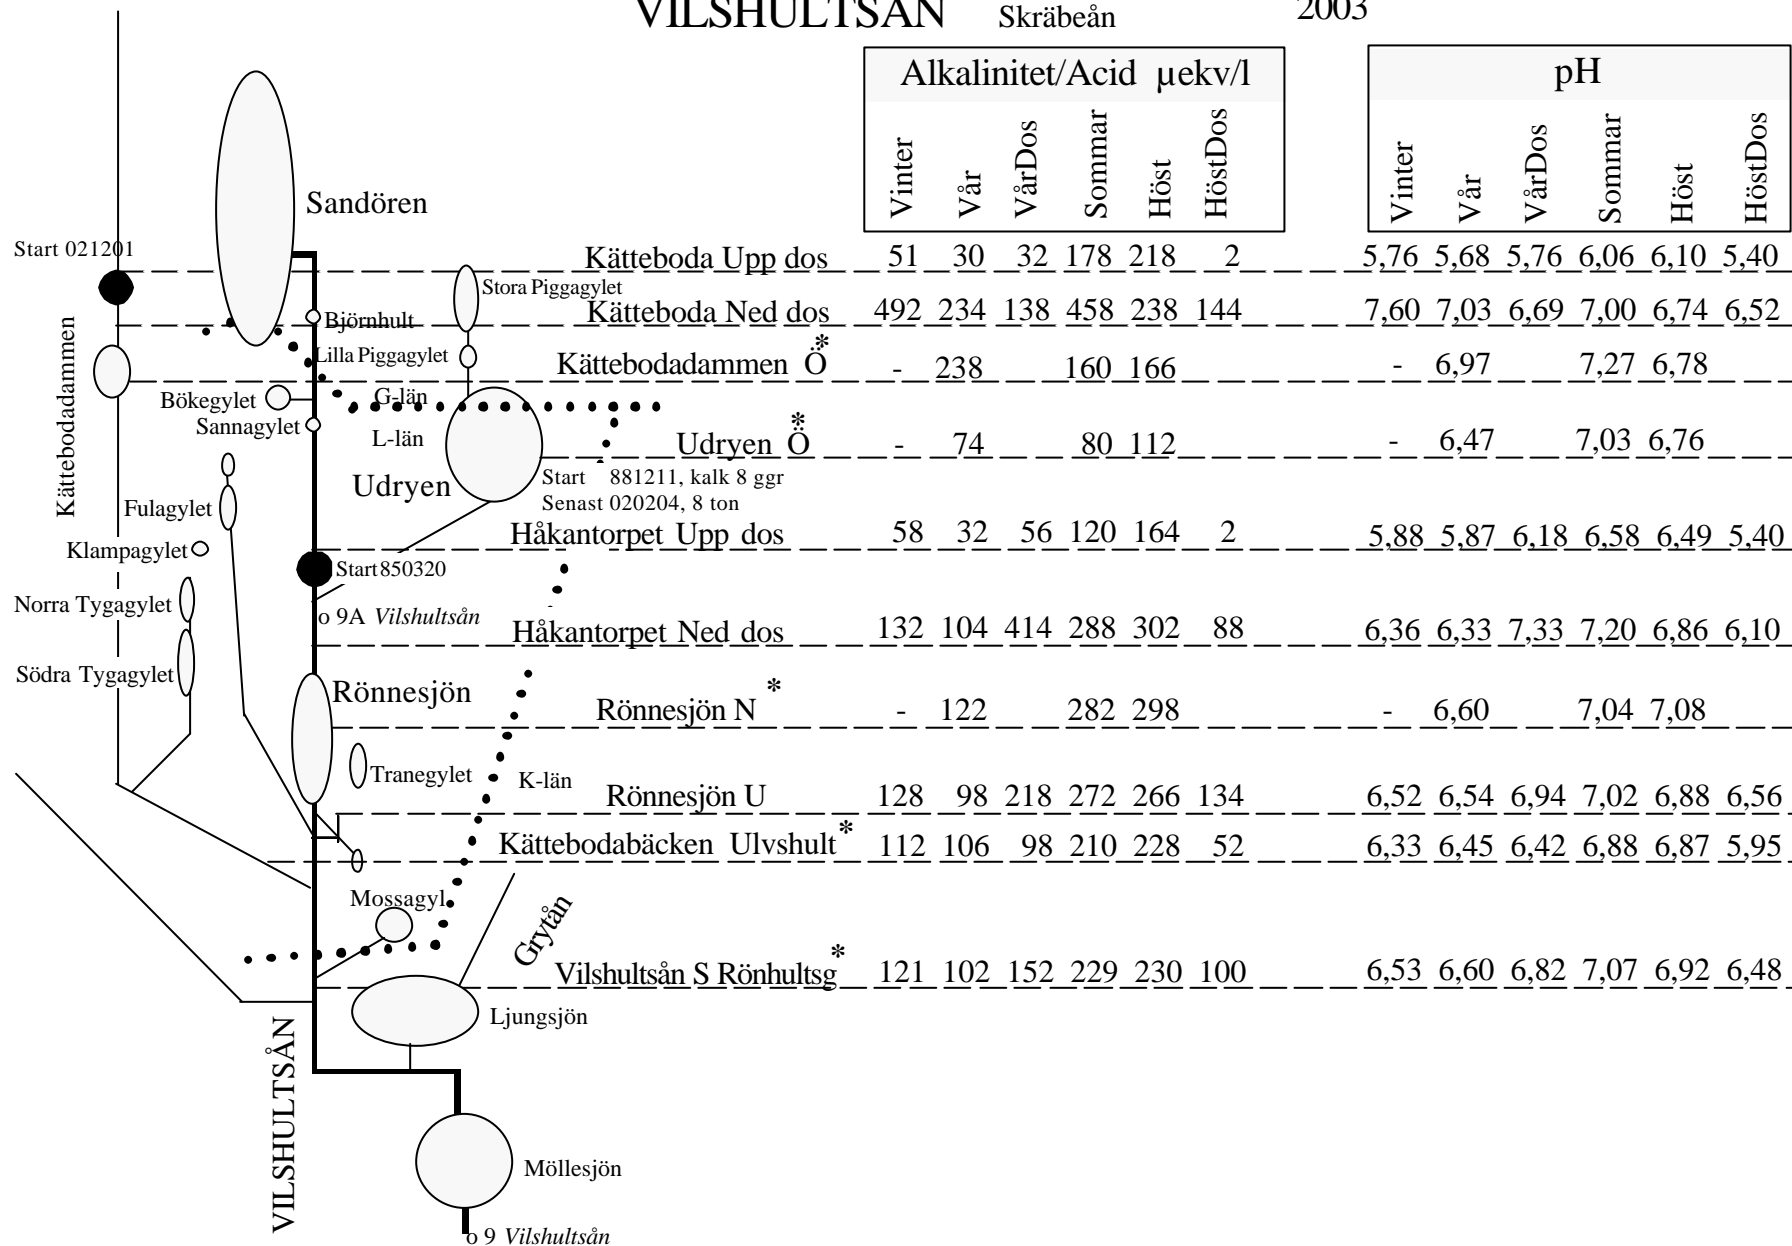 VILSHULTSÅN Skräbeån 2003
Alkalinitet/Acid µekv/l pH
Vinter Vår VårDos Sommar Höst HöstDos Vinter Vår VårDos Sommar Höst HöstDos
Sandören
Start 021201
Kätteboda Upp dos 51 30 32 178 218 2 5,76 5,68 5,76 6,06 6,10 5,40
Stora Piggagylet
Kätteboda Ned dos 492 234 138 458 238 144 7,60 7,03 6,69 7,00 6,74 6,52
Björnhult
Lilla Piggagylet
Kättebodadammen Ö* - 238 160 166 - 6,97 7,27 6,78
Kättebodadammen
Bökegylet
G-län
Sannagylet
L-län
Udryen Ö* - 74 80 112 - 6,47 7,03 6,76
Udryen
Start 881211, kalk 8 ggr
Senast 020204, 8 ton
Fulagylet
Håkantorpet Upp dos 58 32 56 120 164 2 5,88 5,87 6,18 6,58 6,49 5,40
Klampagylet
Start850320
Norra Tygagylet
o 9A Vilshultsån
Håkantorpet Ned dos 132 104 414 288 302 88 6,36 6,33 7,33 7,20 6,86 6,10
Södra Tygagylet
Rönnesjön
Rönnesjön N* - 122 282 298 - 6,60 7,04 7,08
Tranegylet
K-län
Rönnesjön U 128 98 218 272 266 134 6,52 6,54 6,94 7,02 6,88 6,56
Kättebodabäcken Ulvshult* 112 106 98 210 228 52 6,33 6,45 6,42 6,88 6,87 5,95
Mossagyl
Grytån
Vilshultsån S Rönhultsg* 121 102 152 229 230 100 6,53 6,60 6,82 7,07 6,92 6,48
Ljungsjön
VILSHULTSÅN
Möllesjön
o 9 Vilshultsån